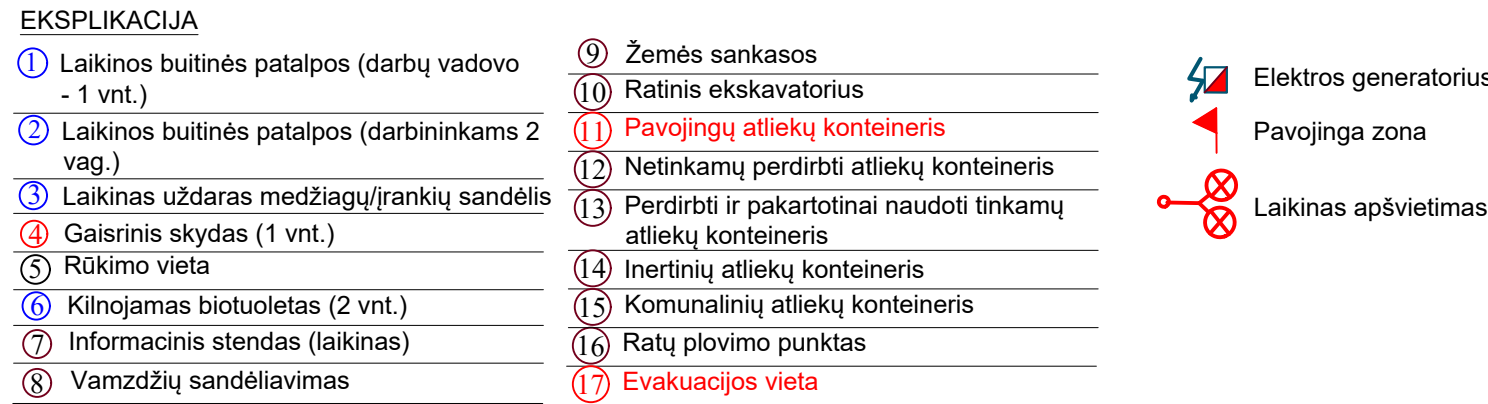 EKSPLIKACIJA
1 Laikinos buitinės patalpos (darbų vadovo
- 1 vnt.)
2 Laikinos buitinės patalpos (darbininkams 2
vag.)
3 Laikinas uždaras medžiagų/įrankių sandėlis
4 Gaisrinis skydas (1 vnt.)
5 Rūkimo vieta
6 Kilnojamas biotuoletas (2 vnt.)
7 Informacinis stendas (laikinas)
8 Vamzdžių sandėliavimas
9 Žemės sankasos
10 Ratinis ekskavatorius
11 Pavojingų atliekų konteineris
12 Netinkamų perdirbti atliekų konteineris
13 Perdirbti ir pakartotinai naudoti tinkamų
atliekų konteineris
14 Inertinių atliekų konteineris
15 Komunalinių atliekų konteineris
16 Ratų plovimo punktas
17 Evakuacijos vieta
Elektros generatorius
Pavojinga zona
Laikinas apšvietimas